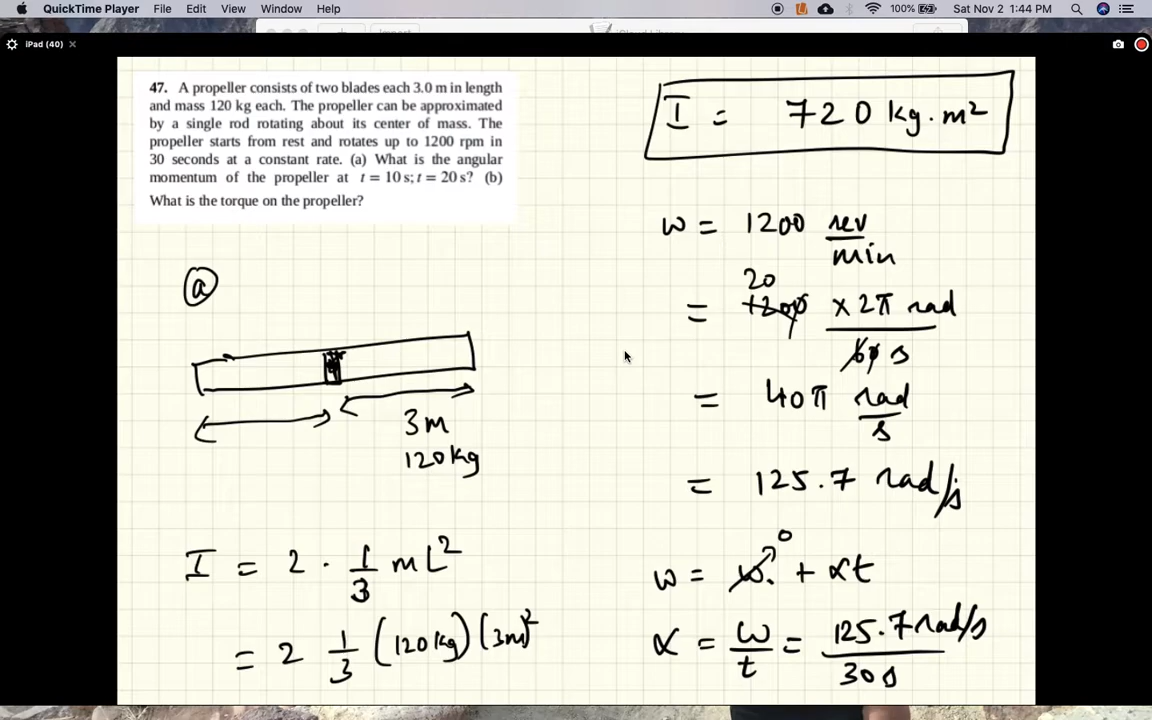 QuickTime Player File Edit View Window Help
100% Sat Nov 2 1:44 PM
iPad (40)
47. A propeller consists of two blades each 3.0 m in length
and mass 120 kg each. The propeller can be approximated
by a single rod rotating about its center of mass. The
propeller starts from rest and rotates up to 1200 rpm in
30 seconds at a constant rate. (a) What is the angular
momentum of the propeller at t = 10 s; t = 20 s? (b)
What is the torque on the propeller?
a
3m
120kg
I = 2 · 1/3 mL²
= 2 1/3 (120kg)(3m)²
I = 720 kg.m²
w = 1200 rev/min
20
= 1200 x 2π rad/60 s
= 40π rad/s
= 125.7 rad/s
0
w = w. + αt
α = w/t = 125.7 rad/s/30s